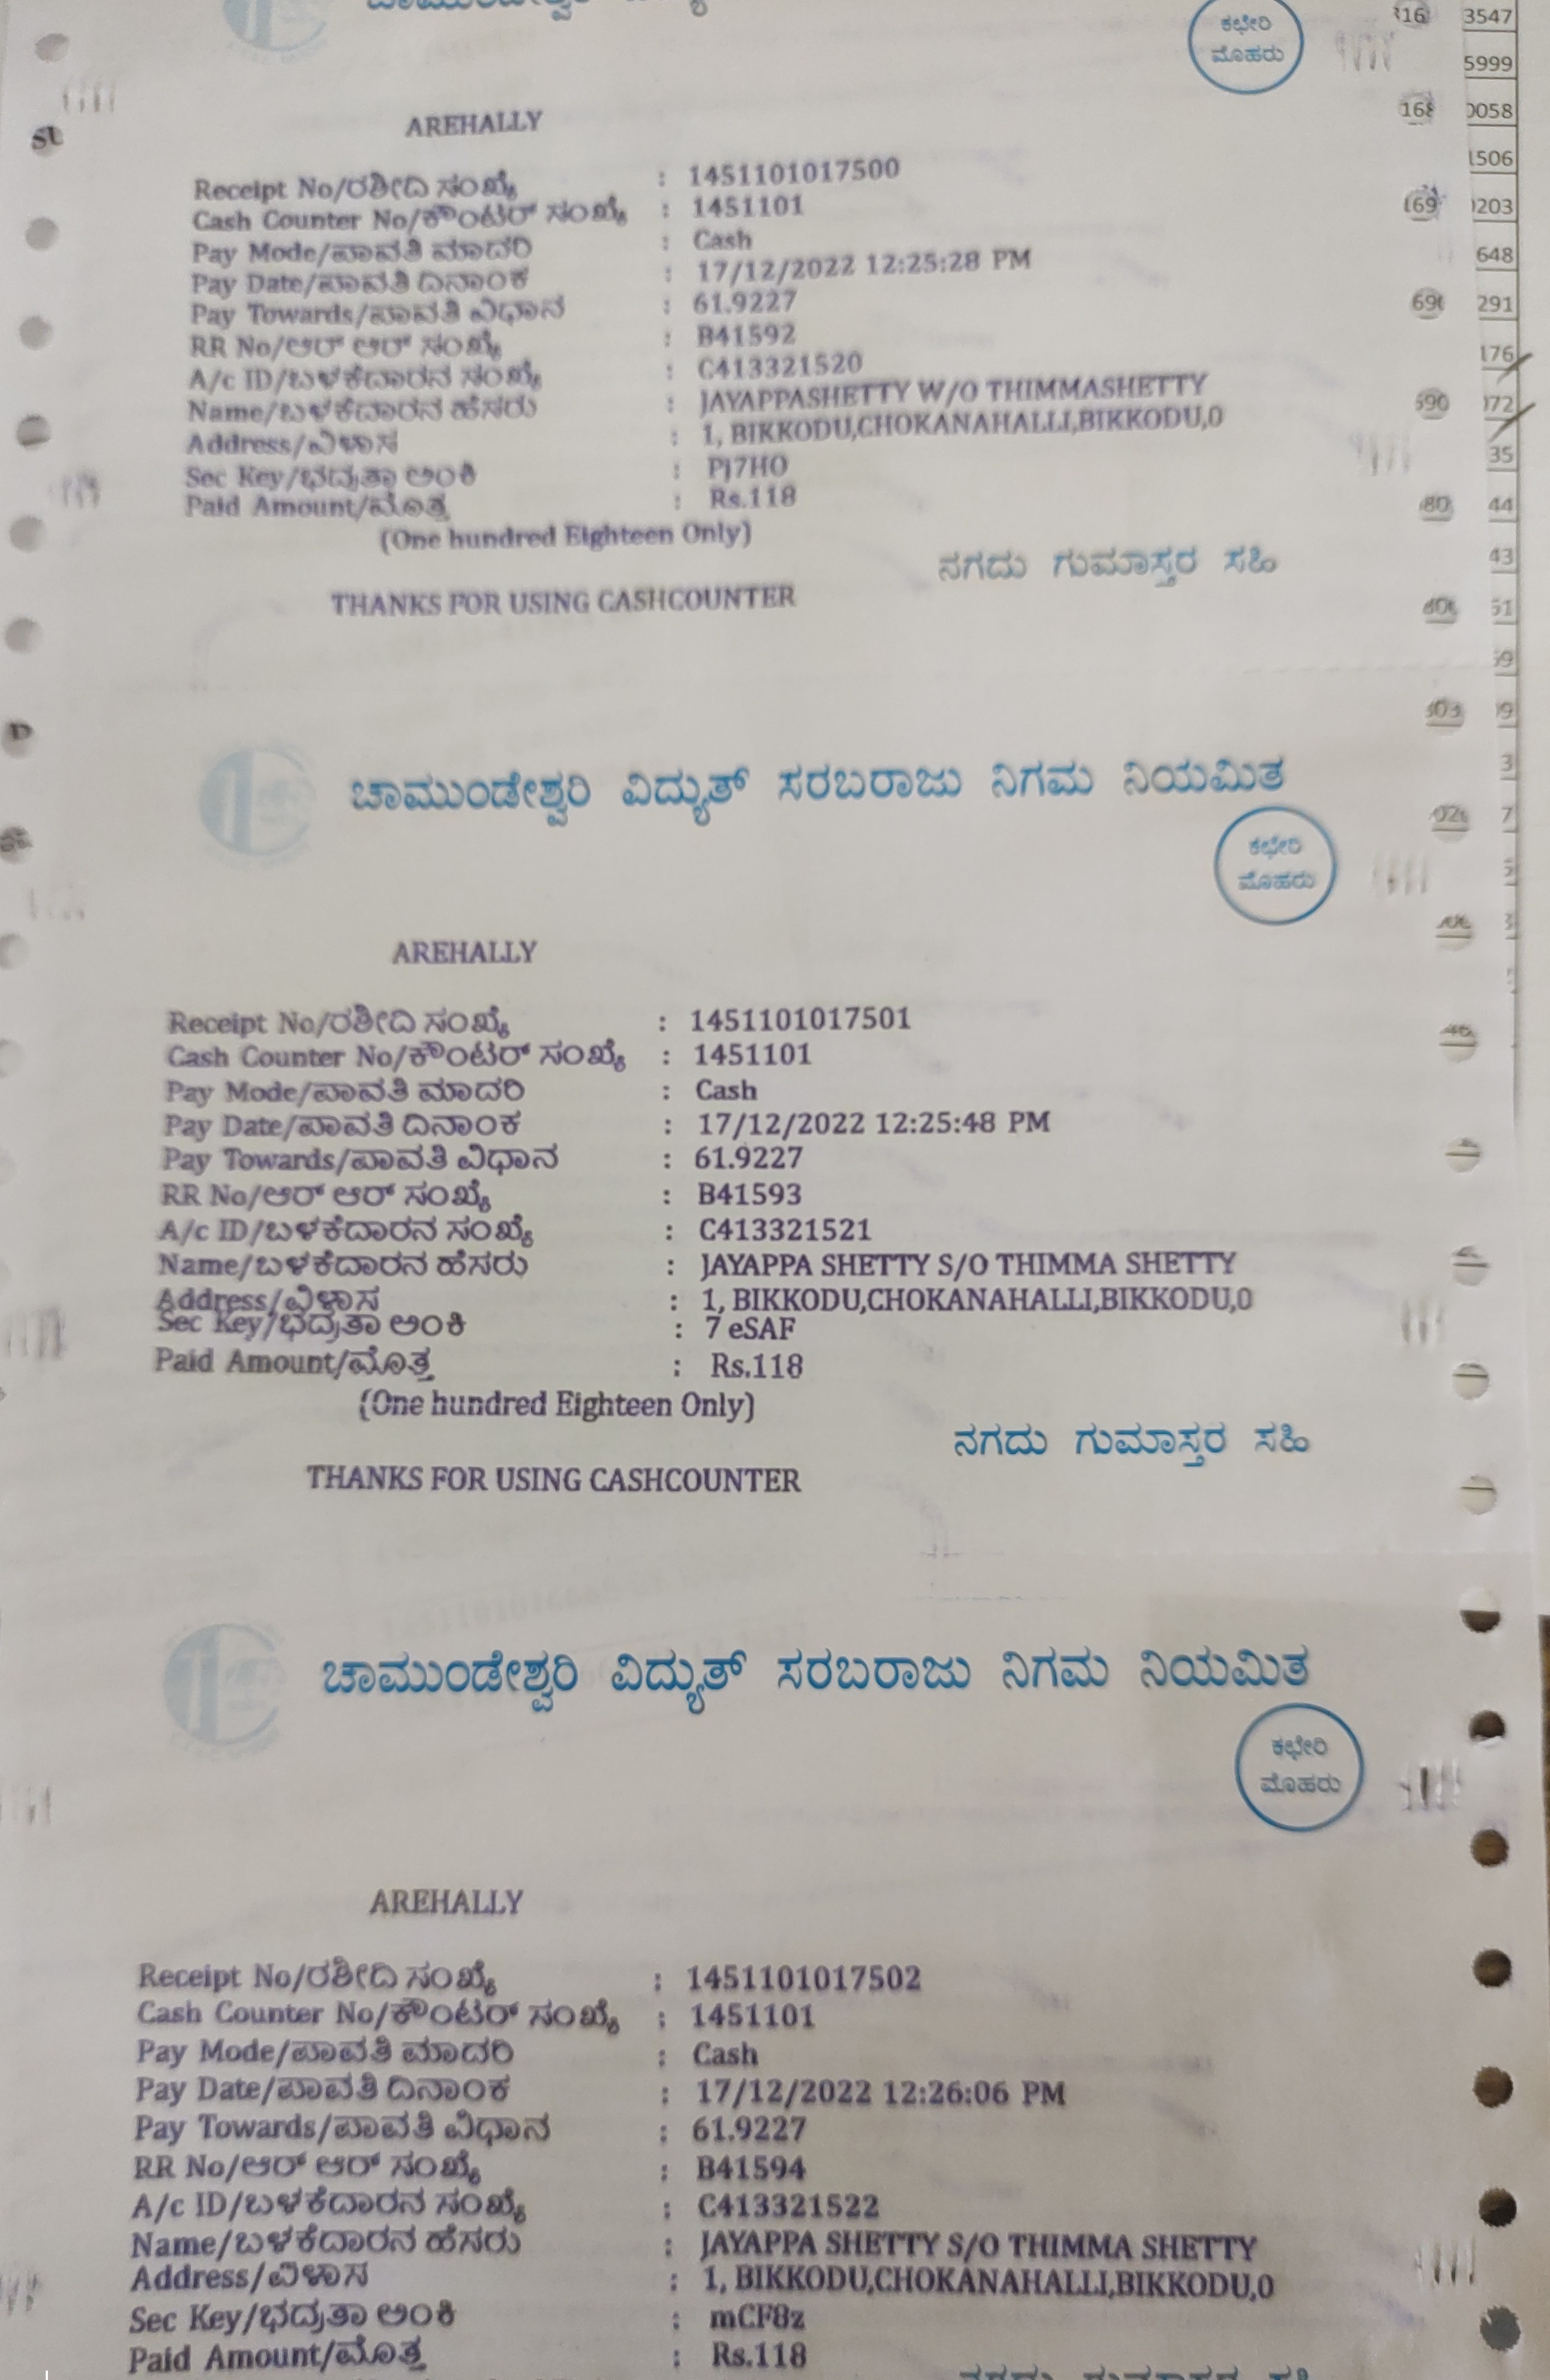 ಕಛೇರಿ
ಮೊಹರು
AREHALLY
Receipt No/ರಶೀದಿ ಸಂಖ್ಯೆ : 1451101017500
Cash Counter No/ಕೌಂಟರ್ ಸಂಖ್ಯೆ : 1451101
Pay Mode/ಪಾವತಿ ಮಾದರಿ : Cash
Pay Date/ಪಾವತಿ ದಿನಾಂಕ : 17/12/2022 12:25:28 PM
Pay Towards/ಪಾವತಿ ವಿಧಾನ : 61.9227
RR No/ಆರ್ ಆರ್ ಸಂಖ್ಯೆ : B41592
A/c ID/ಬಳಕೆದಾರನ ಸಂಖ್ಯೆ : C413321520
Name/ಬಳಕೆದಾರನ ಹೆಸರು : JAYAPPASHETTY W/O THIMMASHETTY
Address/ವಿಳಾಸ : 1, BIKKODU,CHOKANAHALLI,BIKKODU,0
Sec Key/ಭದ್ರತಾ ಅಂಕಿ : PJ7HO
Paid Amount/ಮೊತ್ತ : Rs.118
(One hundred Eighteen Only)
ನಗದು ಗುಮಾಸ್ತರ ಸಹಿ
THANKS FOR USING CASHCOUNTER
ಚಾಮುಂಡೇಶ್ವರಿ ವಿದ್ಯುತ್ ಸರಬರಾಜು ನಿಗಮ ನಿಯಮಿತ
ಕಛೇರಿ
ಮೊಹರು
AREHALLY
Receipt No/ರಶೀದಿ ಸಂಖ್ಯೆ : 1451101017501
Cash Counter No/ಕೌಂಟರ್ ಸಂಖ್ಯೆ : 1451101
Pay Mode/ಪಾವತಿ ಮಾದರಿ : Cash
Pay Date/ಪಾವತಿ ದಿನಾಂಕ : 17/12/2022 12:25:48 PM
Pay Towards/ಪಾವತಿ ವಿಧಾನ : 61.9227
RR No/ಆರ್ ಆರ್ ಸಂಖ್ಯೆ : B41593
A/c ID/ಬಳಕೆದಾರನ ಸಂಖ್ಯೆ : C413321521
Name/ಬಳಕೆದಾರನ ಹೆಸರು : JAYAPPA SHETTY S/O THIMMA SHETTY
Address/ವಿಳಾಸ : 1, BIKKODU,CHOKANAHALLI,BIKKODU,0
Sec Key/ಭದ್ರತಾ ಅಂಕಿ : 7 eSAF
Paid Amount/ಮೊತ್ತ : Rs.118
(One hundred Eighteen Only)
ನಗದು ಗುಮಾಸ್ತರ ಸಹಿ
THANKS FOR USING CASHCOUNTER
ಚಾಮುಂಡೇಶ್ವರಿ ವಿದ್ಯುತ್ ಸರಬರಾಜು ನಿಗಮ ನಿಯಮಿತ
ಕಛೇರಿ
ಮೊಹರು
AREHALLY
Receipt No/ರಶೀದಿ ಸಂಖ್ಯೆ : 1451101017502
Cash Counter No/ಕೌಂಟರ್ ಸಂಖ್ಯೆ : 1451101
Pay Mode/ಪಾವತಿ ಮಾದರಿ : Cash
Pay Date/ಪಾವತಿ ದಿನಾಂಕ : 17/12/2022 12:26:06 PM
Pay Towards/ಪಾವತಿ ವಿಧಾನ : 61.9227
RR No/ಆರ್ ಆರ್ ಸಂಖ್ಯೆ : B41594
A/c ID/ಬಳಕೆದಾರನ ಸಂಖ್ಯೆ : C413321522
Name/ಬಳಕೆದಾರನ ಹೆಸರು : JAYAPPA SHETTY S/O THIMMA SHETTY
Address/ವಿಳಾಸ : 1, BIKKODU,CHOKANAHALLI,BIKKODU,0
Sec Key/ಭದ್ರತಾ ಅಂಕಿ : mCF8z
Paid Amount/ಮೊತ್ತ : Rs.118